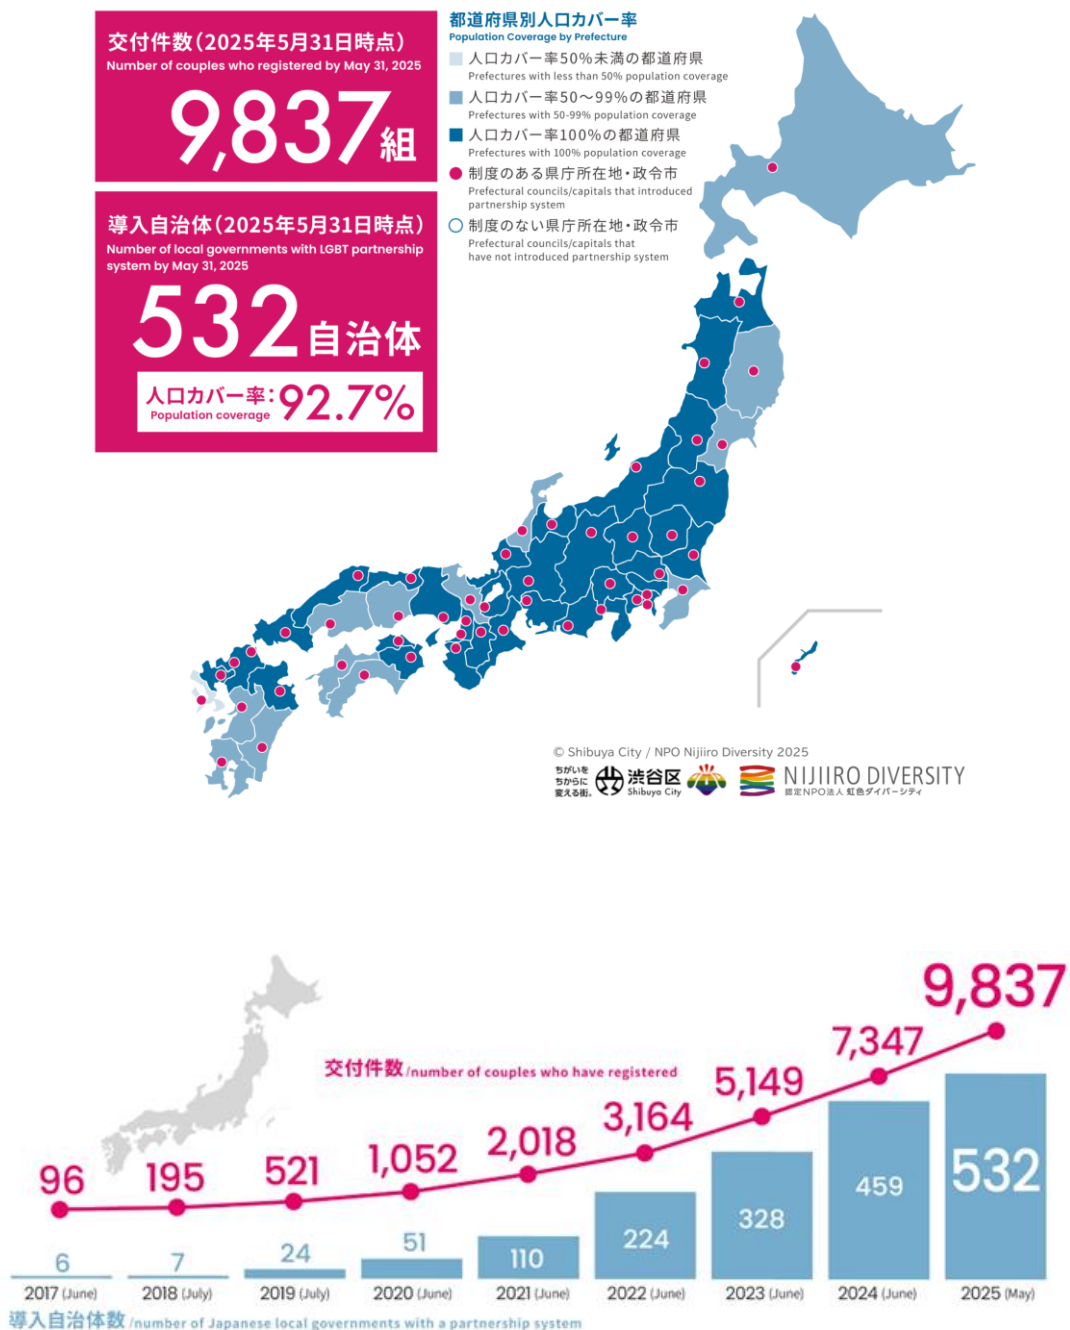 交付件数(2025年5月31日時点)
Number of couples who registered by May 31, 2025
9,837組
導入自治体(2025年5月31日時点)
Number of local governments with LGBT partnership
system by May 31, 2025
532自治体
人口カバー率:
Population coverage
92.7%
都道府県別人口カバー率
Population Coverage by Prefecture
人口カバー率50%未満の都道府県
Prefectures with less than 50% population coverage
人口カバー率50〜99%の都道府県
Prefectures with 50-99% population coverage
人口カバー率100%の都道府県
Prefectures with 100% population coverage
制度のある県庁所在地・政令市
Prefectural councils/capitals that introduced
partnership system
制度のない県庁所在地・政令市
Prefectural councils/capitals that
have not introduced partnership system
© Shibuya City / NPO Nijiiro Diversity 2025
ちがいを
ちからに
変える街。
渋谷区
Shibuya City
NIJIIRO DIVERSITY
認定NPO法人 虹色ダイバーシティ
交付件数/number of couples who have registered
96
195
521
1,052
2,018
3,164
5,149
7,347
9,837
6
7
24
51
110
224
328
459
532
2017 (June)
2018 (July)
2019 (July)
2020 (June)
2021 (June)
2022 (June)
2023 (June)
2024 (June)
2025 (May)
導入自治体数/number of Japanese local governments with a partnership system